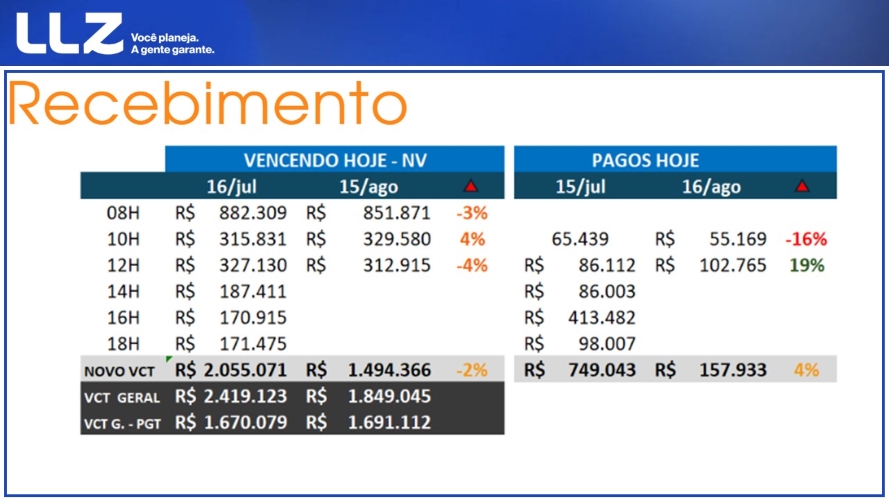 LLZ Você planeja.
A gente garante.
Recebimento
VENCENDO HOJE - NV PAGOS HOJE
16/jul 15/ago 15/jul 16/ago
08H R$ 882.309 R$ 851.871 -3%
10H R$ 315.831 R$ 329.580 4% 65.439 R$ 55.169 -16%
12H R$ 327.130 R$ 312.915 -4% R$ 86.112 R$ 102.765 19%
14H R$ 187.411 R$ 86.003
16H R$ 170.915 R$ 413.482
18H R$ 171.475 R$ 98.007
NOVO VCT R$ 2.055.071 R$ 1.494.366 -2% R$ 749.043 R$ 157.933 4%
VCT GERAL R$ 2.419.123 R$ 1.849.045
VCT G. - PGT R$ 1.670.079 R$ 1.691.112